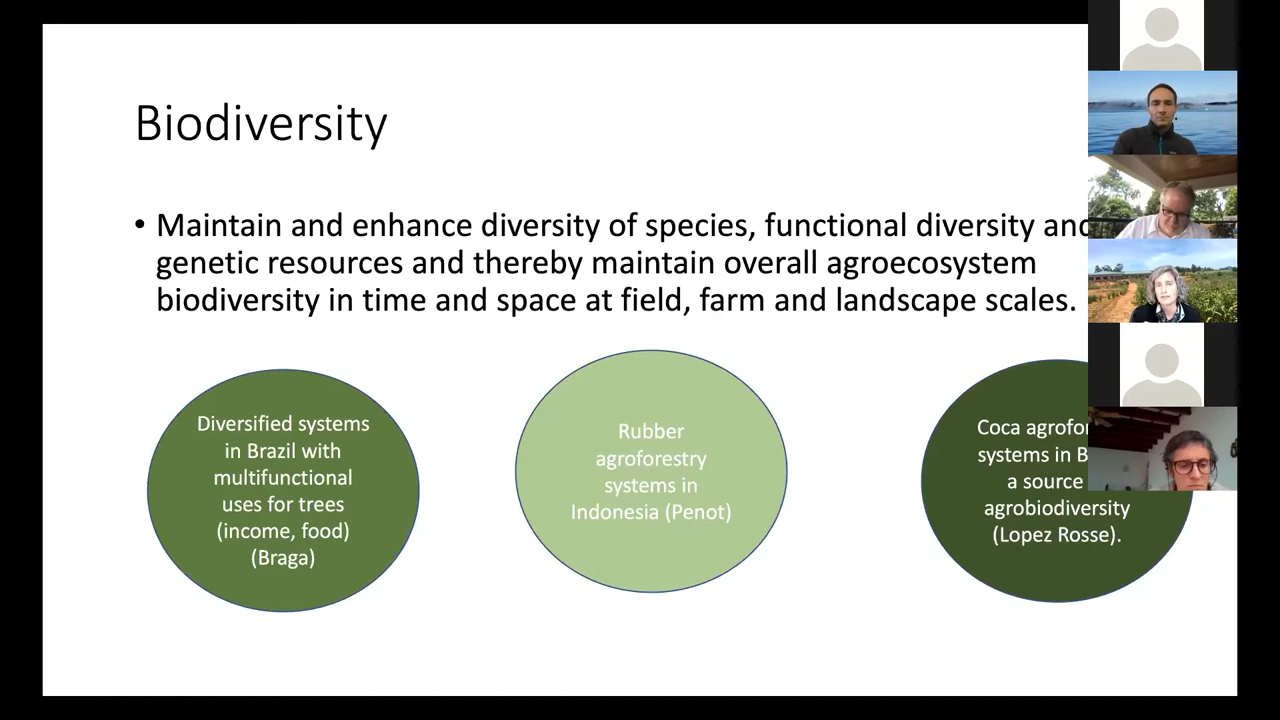 Biodiversity
• Maintain and enhance diversity of species, functional diversity and
genetic resources and thereby maintain overall agroecosystem
biodiversity in time and space at field, farm and landscape scales.
Diversified systems
in Brazil with
multifunctional
uses for trees
(income, food)
(Braga)
Rubber
agroforestry
systems in
Indonesia (Penot)
Coca
systems in
a source
agrobiodiversity
(Lopez Rosse).